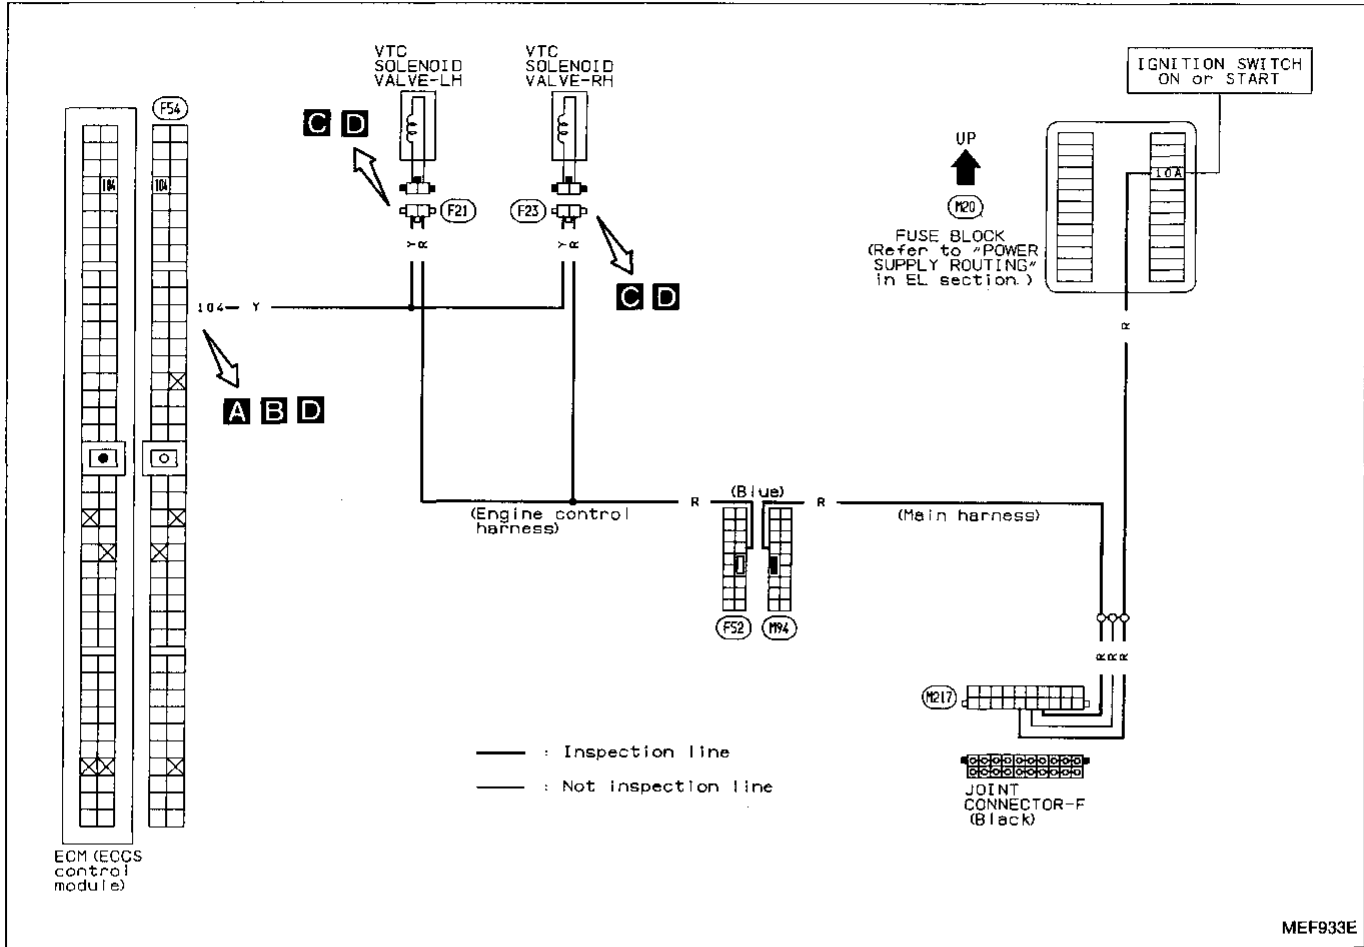 VTC
SOLENOID
VALVE-LH
VTC
SOLENOID
VALVE-RH
IGNITION SWITCH
ON or START
F54
C D
UP
104
104
10A
M20
F21
F23
FUSE BLOCK
(Refer to "POWER
SUPPLY ROUTING"
in EL section.)
Y
R
Y
R
C D
104
Y
R
A B D
(Blue)
R
R
(Engine control
harness)
(Main harness)
F52
M94
R
R
R
M217
: Inspection line
: Not inspection line
JOINT
CONNECTOR-F
(Black)
ECM (ECCS
control
module)
MEF933E